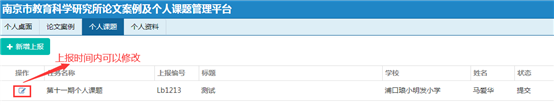 南京市教育科学研究所论文案例及个人课题管理平台
个人桌面 论文案例 个人课题 个人资料
+ 新增上报
上报时间内可以修改
操作 任务名称 上报编号 标题 学校 姓名 状态
第十一期个人课题 Lb1213 测试 浦口琅小明发小学 马爱华 提交